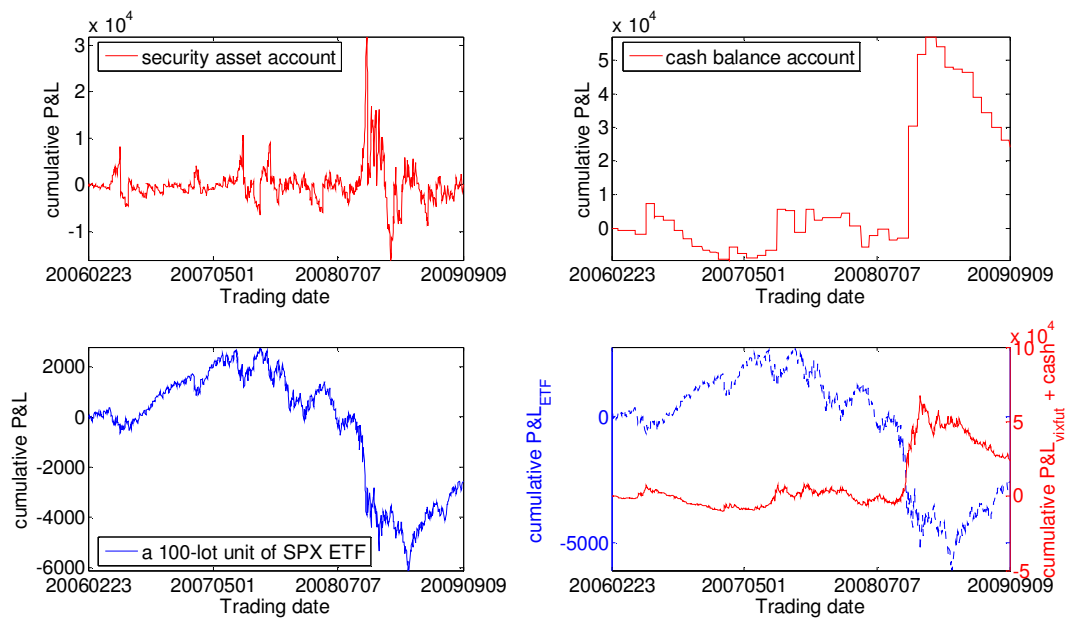 x 10^4
3
2
1
0
-1
cumulative P&L
security asset account
20060223 20070501 20080707 20090909
Trading date
x 10^4
5
4
3
2
1
0
cumulative P&L
cash balance account
20060223 20070501 20080707 20090909
Trading date
2000
0
-2000
-4000
-6000
cumulative P&L
a 100-lot unit of SPX ETF
20060223 20070501 20080707 20090909
Trading date
0
-5000
cumulative P&L_ETF
x 10^4
10
5
0
-5
cumulative P&L_vixfut + cash
20060223 20070501 20080707 20090909
Trading date